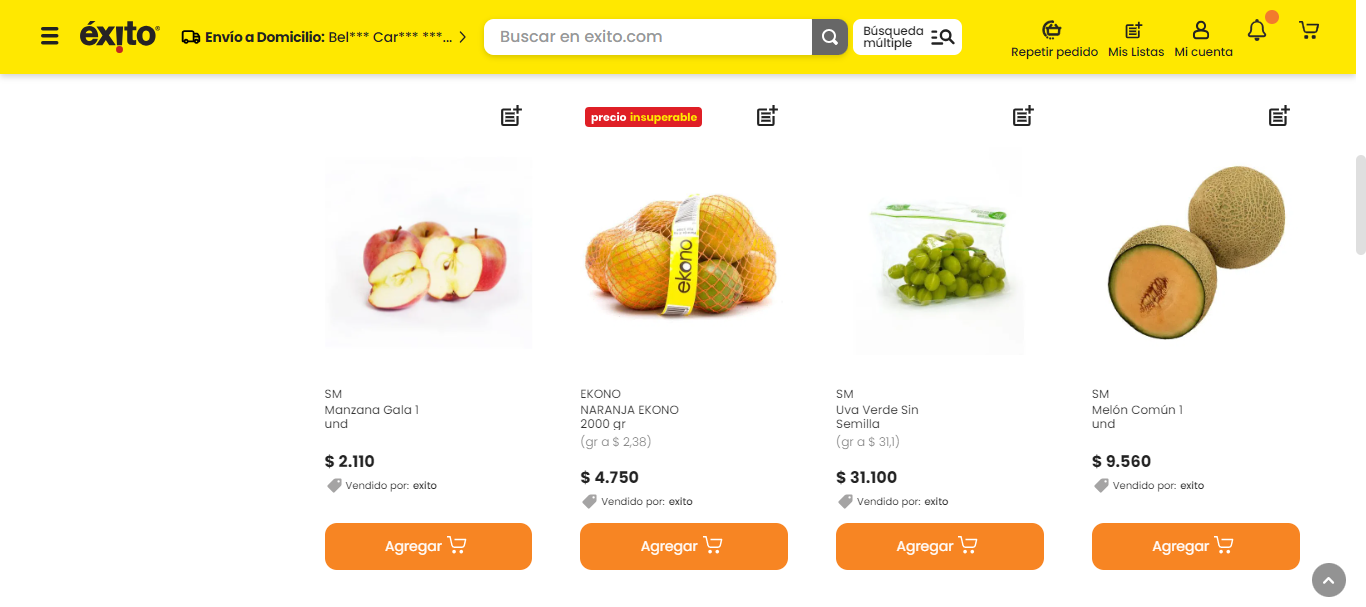 éxito
Envío a Domicilio: Bel*** Car*** ***...
Buscar en exito.com
Búsqueda
múltiple
Repetir pedido
Mis Listas
Mi cuenta
precio insuperable
ekono
SM
Manzana Gala 1
und
$ 2.110
Vendido por: exito
Agregar
EKONO
NARANJA EKONO
2000 gr
(gr a $ 2,38)
$ 4.750
Vendido por: exito
Agregar
SM
Uva Verde Sin
Semilla
(gr a $ 31,1)
$ 31.100
Vendido por: exito
Agregar
SM
Melón Común 1
und
$ 9.560
Vendido por: exito
Agregar